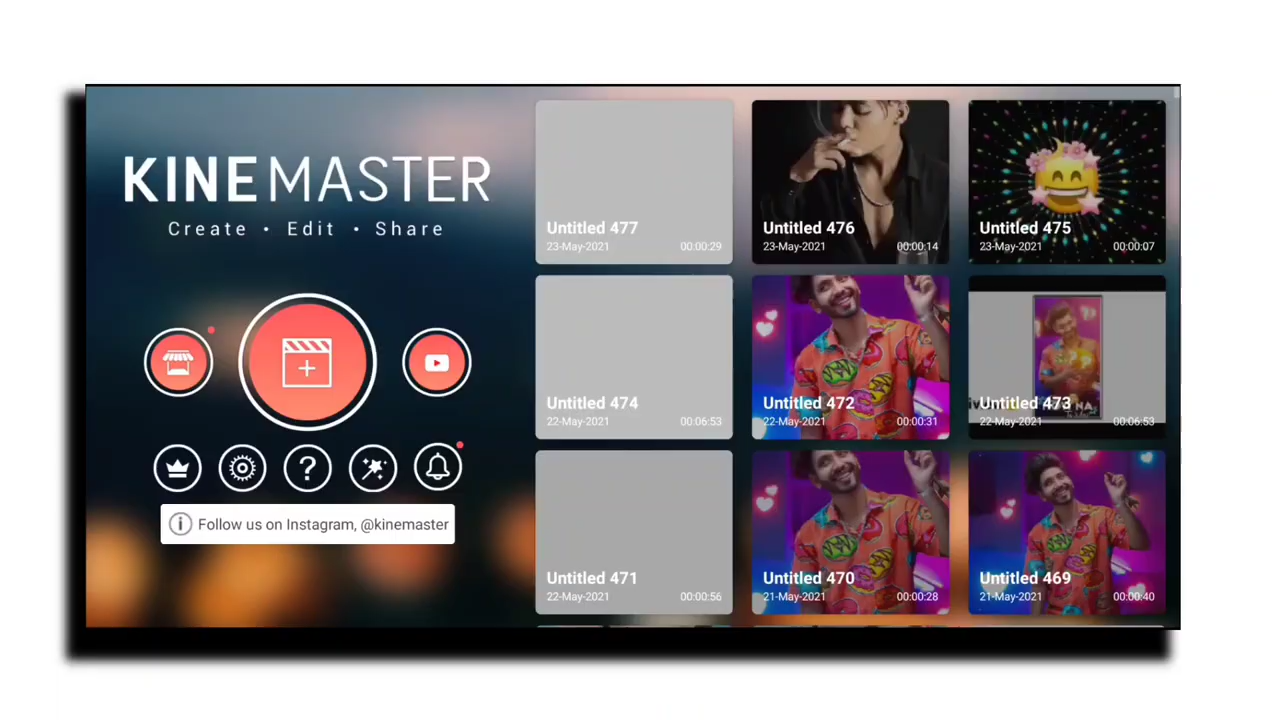 KINEMASTER
Create • Edit • Share
Follow us on Instagram, @kinemaster
Untitled 477
23-May-2021 00:00:29
Untitled 476
23-May-2021 00:00:14
Untitled 475
23-May-2021 00:00:07
Untitled 474
22-May-2021 00:06:53
Untitled 472
22-May-2021 00:00:31
Untitled 473
22-May-2021 00:06:53
Untitled 471
22-May-2021 00:00:56
Untitled 470
21-May-2021 00:00:28
Untitled 469
21-May-2021 00:00:40